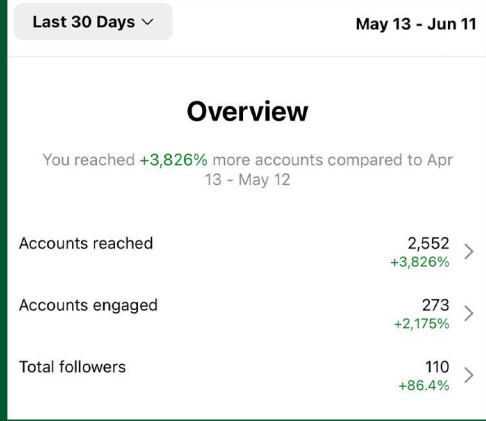 Last 30 Days
May 13 - Jun 11
Overview
You reached +3,826% more accounts compared to Apr
13 - May 12
Accounts reached
2,552
+3,826%
Accounts engaged
273
+2,175%
Total followers
110
+86.4%